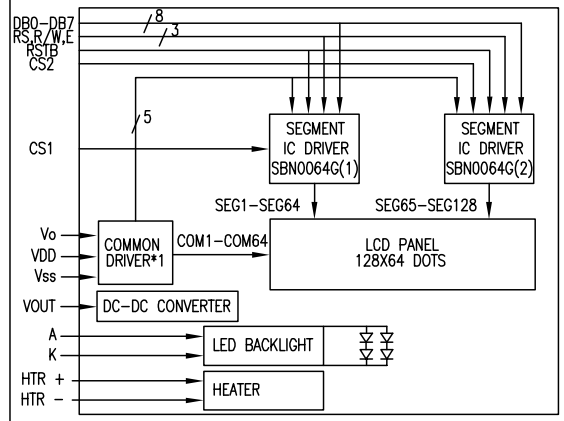 DB0-DB7
8
RS,R/W,E
3
RSTB
CS2
5
CS1
SEGMENT
IC DRIVER
SBN0064G(1)
SEGMENT
IC DRIVER
SBN0064G(2)
SEG1-SEG64
SEG65-SEG128
Vo
VDD
Vss
COMMON
DRIVER*1
COM1-COM64
LCD PANEL
128X64 DOTS
VOUT
DC-DC CONVERTER
A
K
LED BACKLIGHT
HTR +
HTR -
HEATER